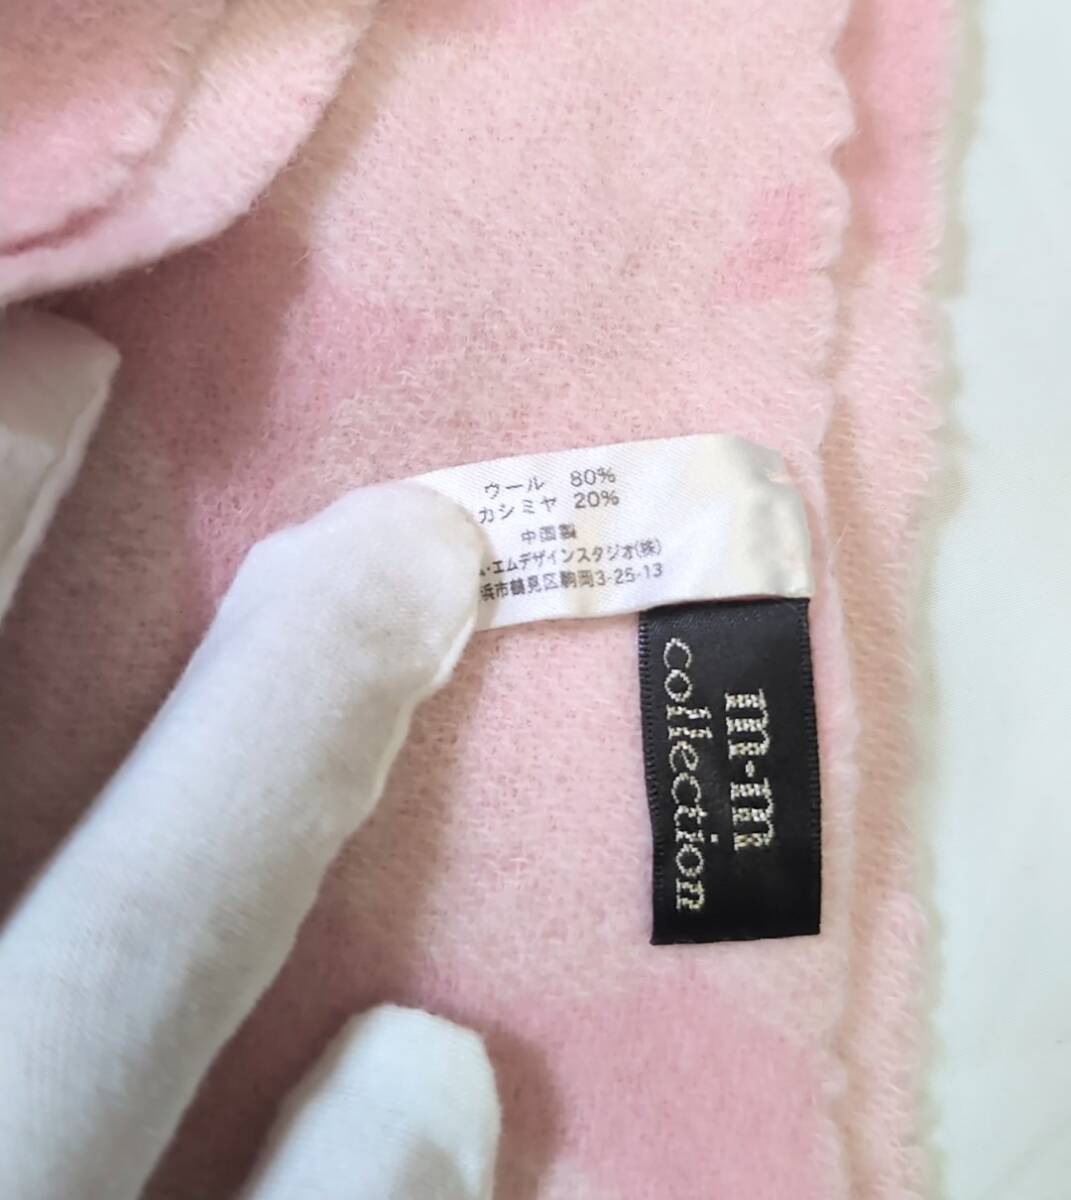 ウール 80%
カシミヤ 20%
中国製
ム・エムデザインスタジオ(株)
浜市鶴見区駒岡3-25-13
m-m
collection